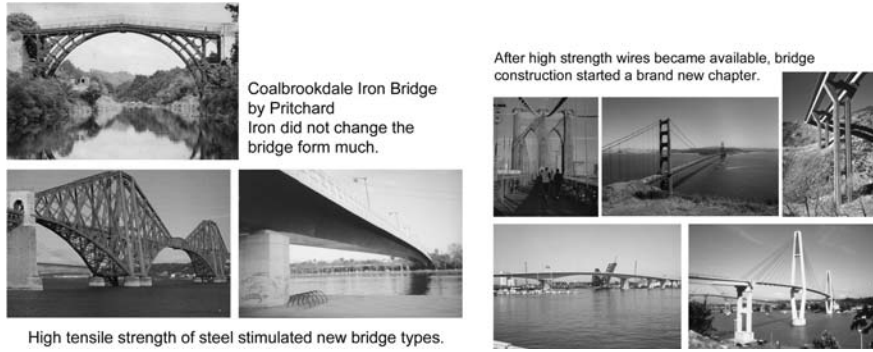 Coalbrookdale Iron Bridge
by Pritchard
Iron did not change the
bridge form much.
High tensile strength of steel stimulated new bridge types.
After high strength wires became available, bridge
construction started a brand new chapter.